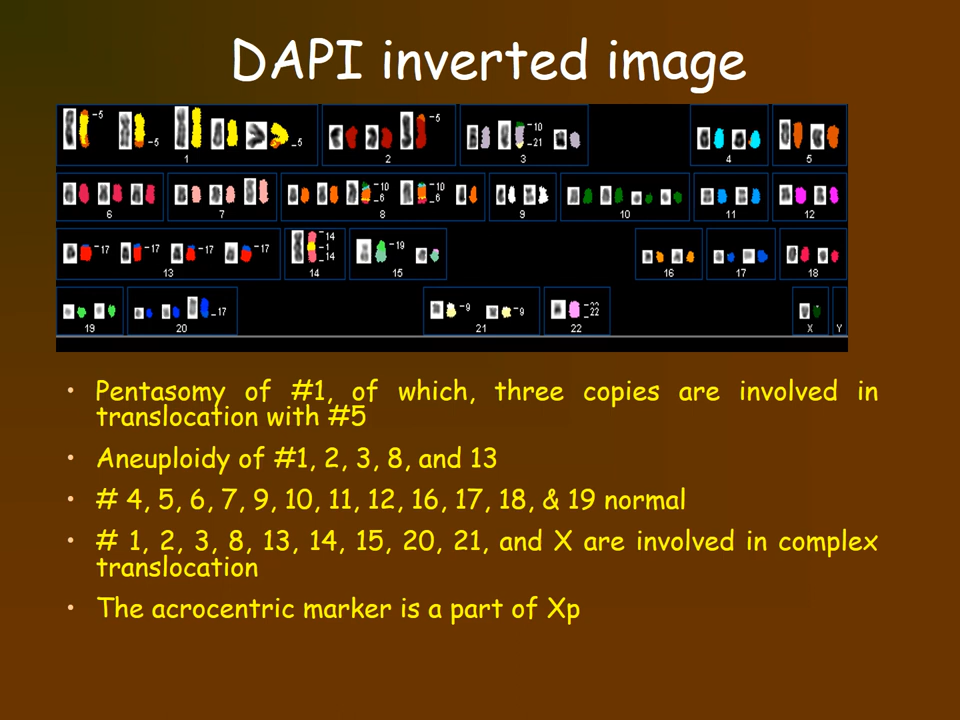 DAPI inverted image
-5 -5 -5 -5 -10 -21
1 2 3 4 5
-10 -6 -10 -6
6 7 8 9 10 11 12
-17 -17 -17 -17 -14 -1 -14 -19
13 14 15 16 17 18
-17 -9 -9 -22 -22
19 20 21 22 X Y
• Pentasomy of #1, of which, three copies are involved in
translocation with #5
• Aneuploidy of #1, 2, 3, 8, and 13
• # 4, 5, 6, 7, 9, 10, 11, 12, 16, 17, 18, & 19 normal
• # 1, 2, 3, 8, 13, 14, 15, 20, 21, and X are involved in complex
translocation
• The acrocentric marker is a part of Xp